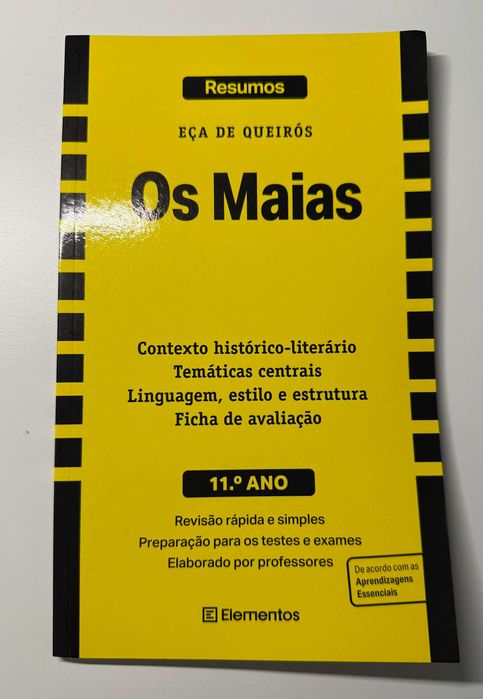 Resumos
EÇA DE QUEIRÓS
Os Maias
Contexto histórico-literário
Temáticas centrais
Linguagem, estilo e estrutura
Ficha de avaliação
11.º ANO
Revisão rápida e simples
Preparação para os testes e exames
Elaborado por professores
De acordo com as
Aprendizagens
Essenciais
Elementos